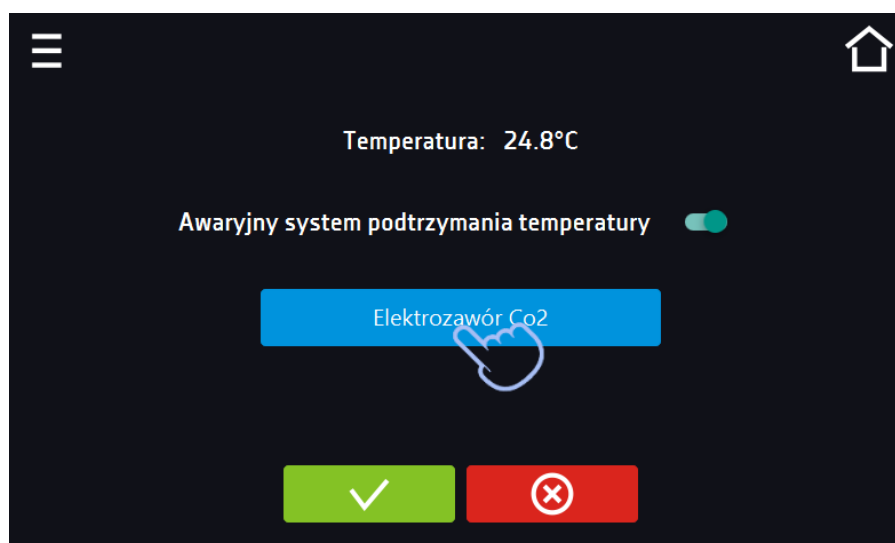 Temperatura: 24.8°C
Awaryjny system podtrzymania temperatury
Elektrozawór Co2